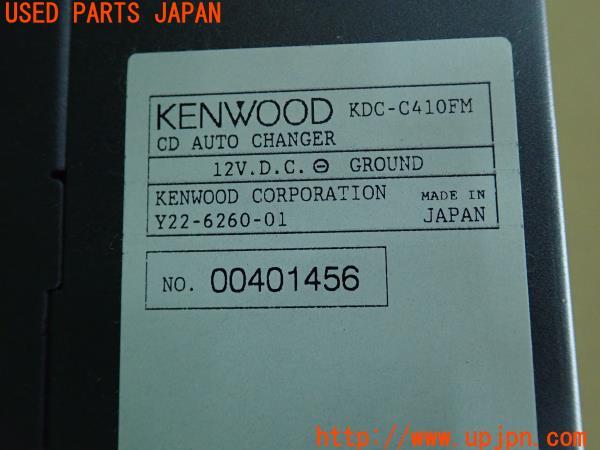 USED PARTS JAPAN
KENWOOD KDC-C410FM
CD AUTO CHANGER
12V.D.C. ⊖ GROUND
KENWOOD CORPORATION MADE IN
Y22-6260-01 JAPAN
NO. 00401456
http://www.upjpn.com/